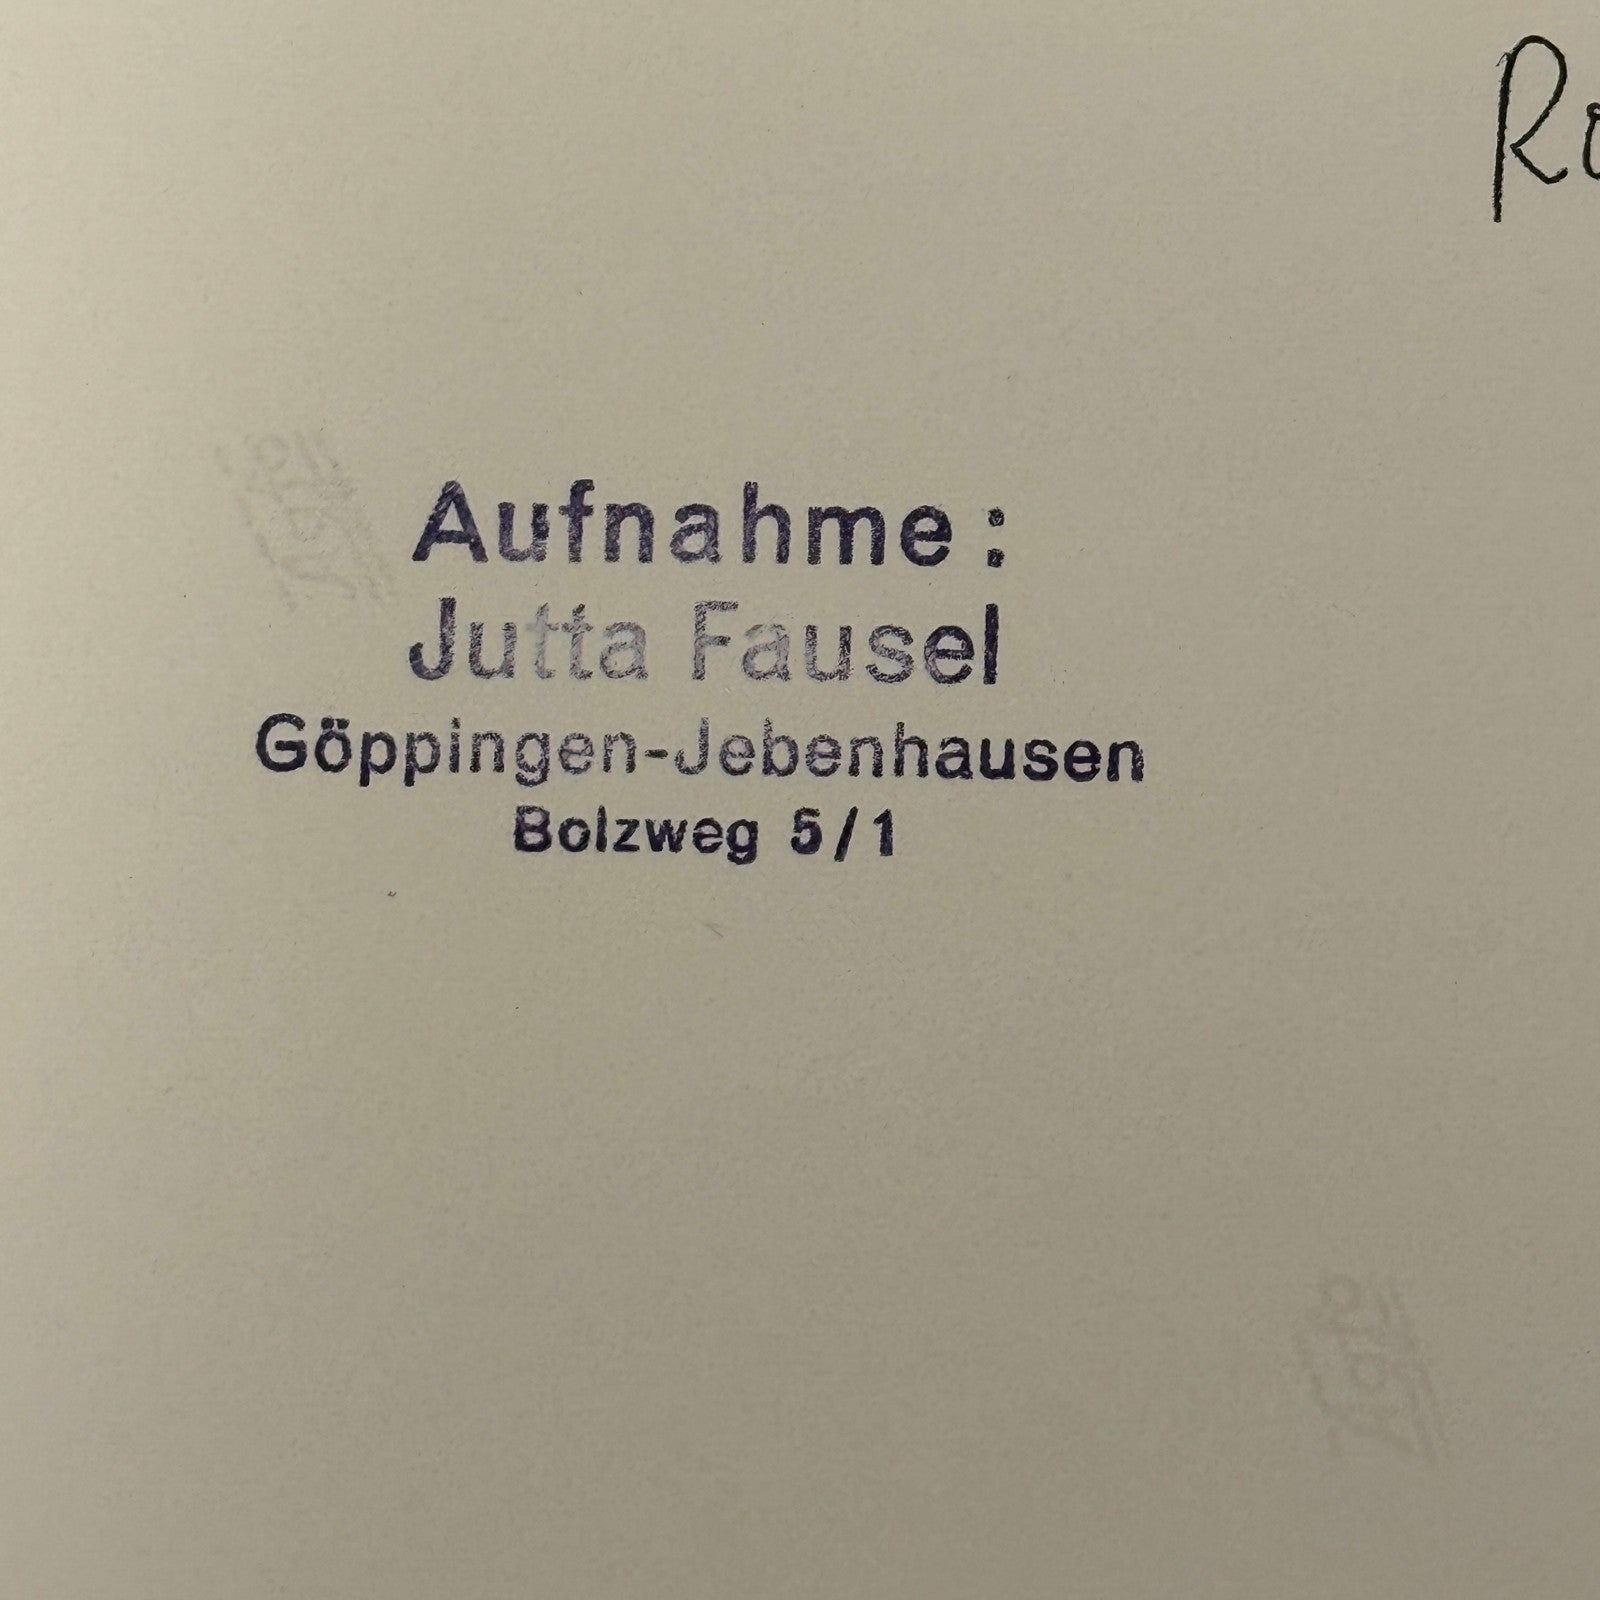 Aufnahme :
Jutta Fausel
Göppingen-Jebenhausen
Bolzweg 5/1